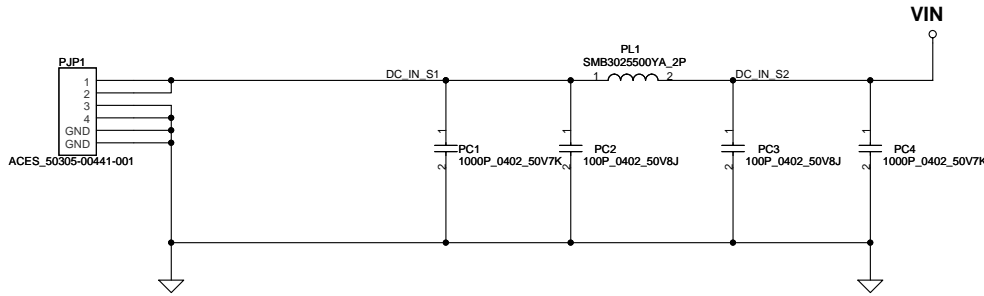 VIN
PJP1
1
2
3
4
GND
GND
ACES_50305-00441-001
DC_IN_S1
PL1
SMB3025500YA_2P
1 2
DC_IN_S2
1
2
PC1
1000P_0402_50V7K
1
2
PC2
100P_0402_50V8J
1
2
PC3
100P_0402_50V8J
1
2
PC4
1000P_0402_50V7K